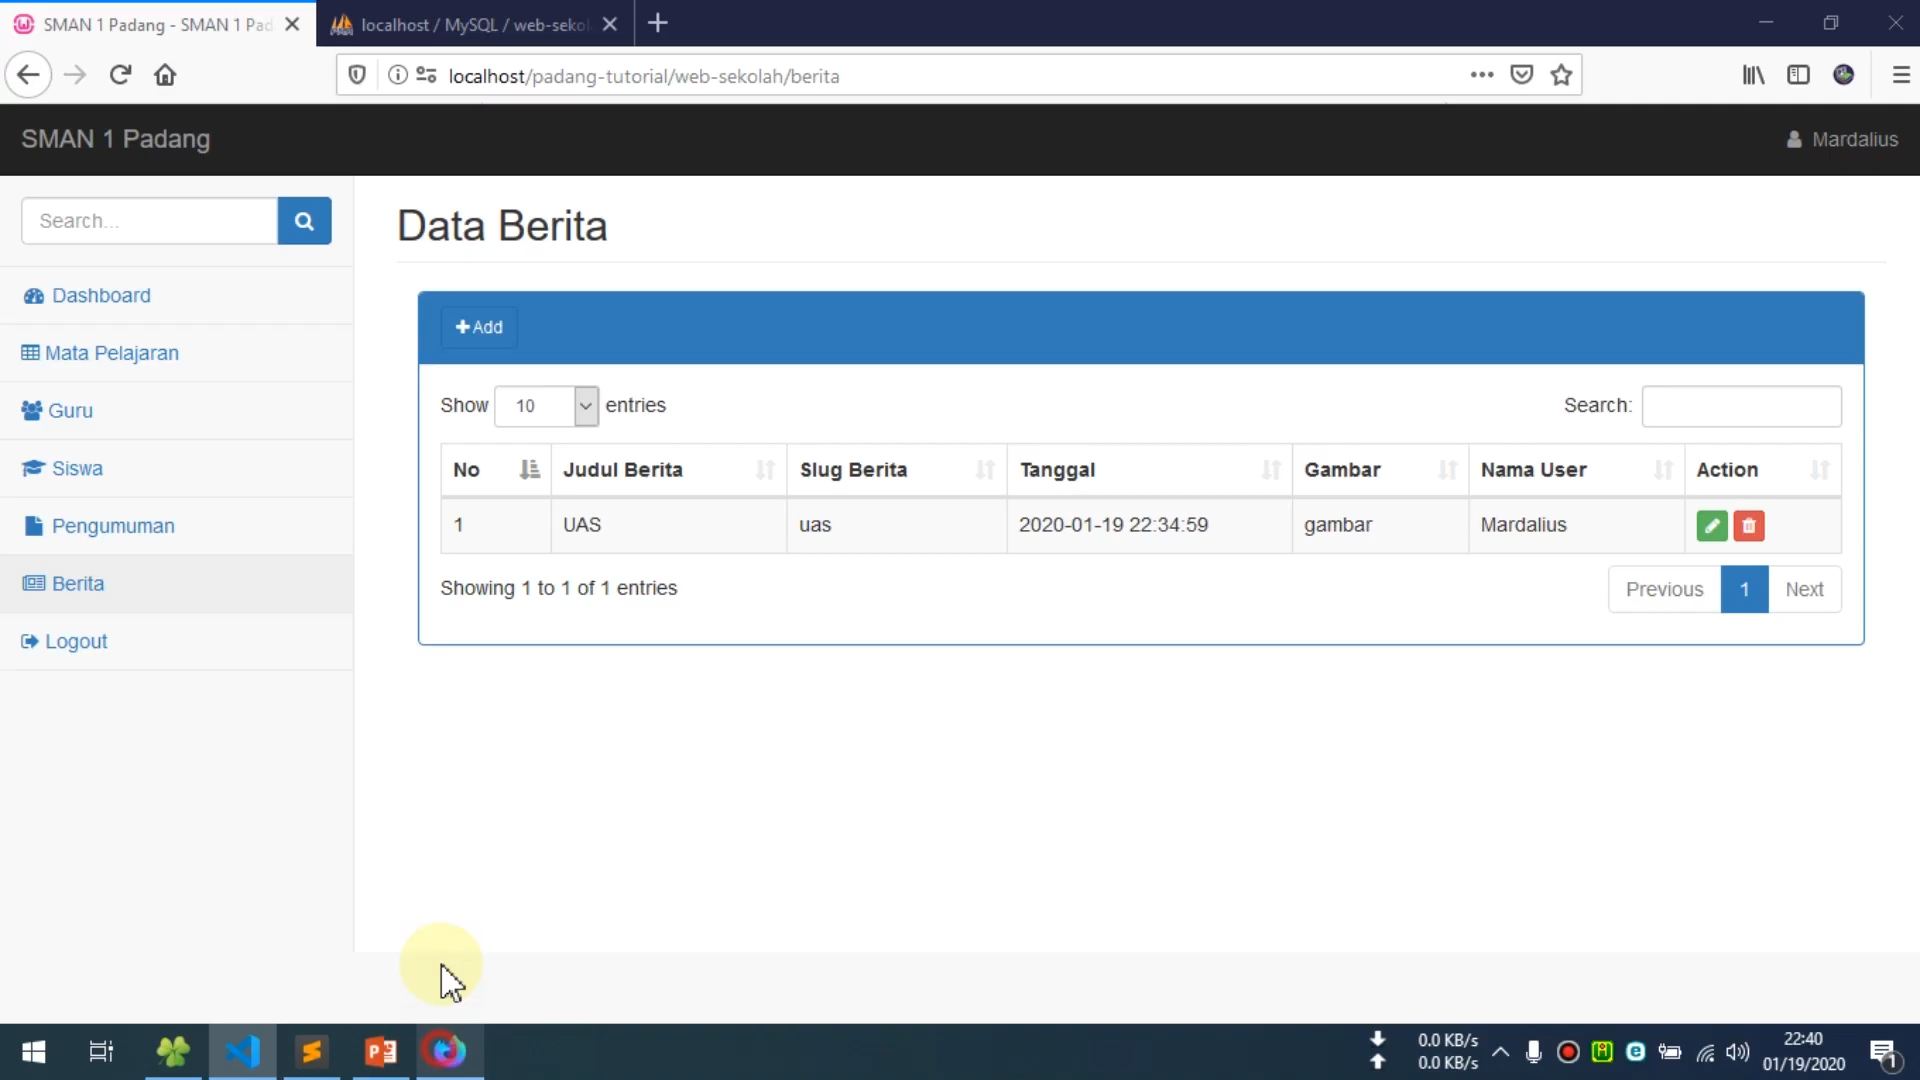 SMAN 1 Padang - SMAN 1 Pad
localhost / MySQL / web-sekol
localhost/padang-tutorial/web-sekolah/berita
SMAN 1 Padang
Mardalius
Search...
Dashboard
Mata Pelajaran
Guru
Siswa
Pengumuman
Berita
Logout
Data Berita
Add
Show 10 entries
Search:
No Judul Berita Slug Berita Tanggal Gambar Nama User Action
1 UAS uas 2020-01-19 22:34:59 gambar Mardalius
Showing 1 to 1 of 1 entries
Previous 1 Next
0.0 KB/s
0.0 KB/s
22:40
01/19/2020
1